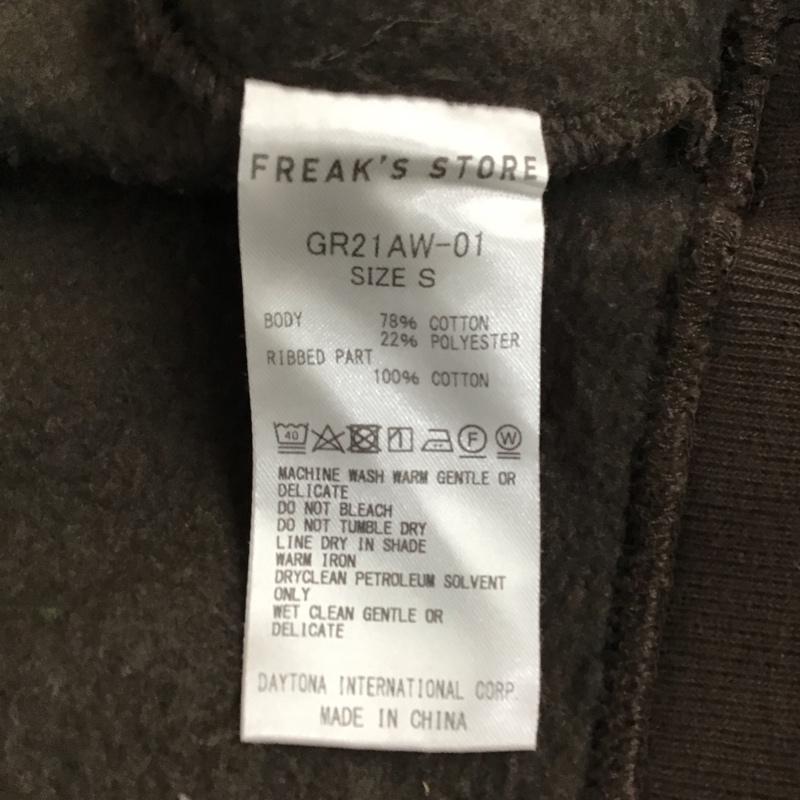 FREAK'S STORE
GR21AW-01
SIZE S
BODY 78% COTTON
22% POLYESTER
RIBBED PART
100% COTTON
40 F W
MACHINE WASH WARM GENTLE OR
DELICATE
DO NOT BLEACH
DO NOT TUMBLE DRY
LINE DRY IN SHADE
WARM IRON
DRYCLEAN PETROLEUM SOLVENT
ONLY
WET CLEAN GENTLE OR
DELICATE
DAYTONA INTERNATIONAL CORP.
MADE IN CHINA